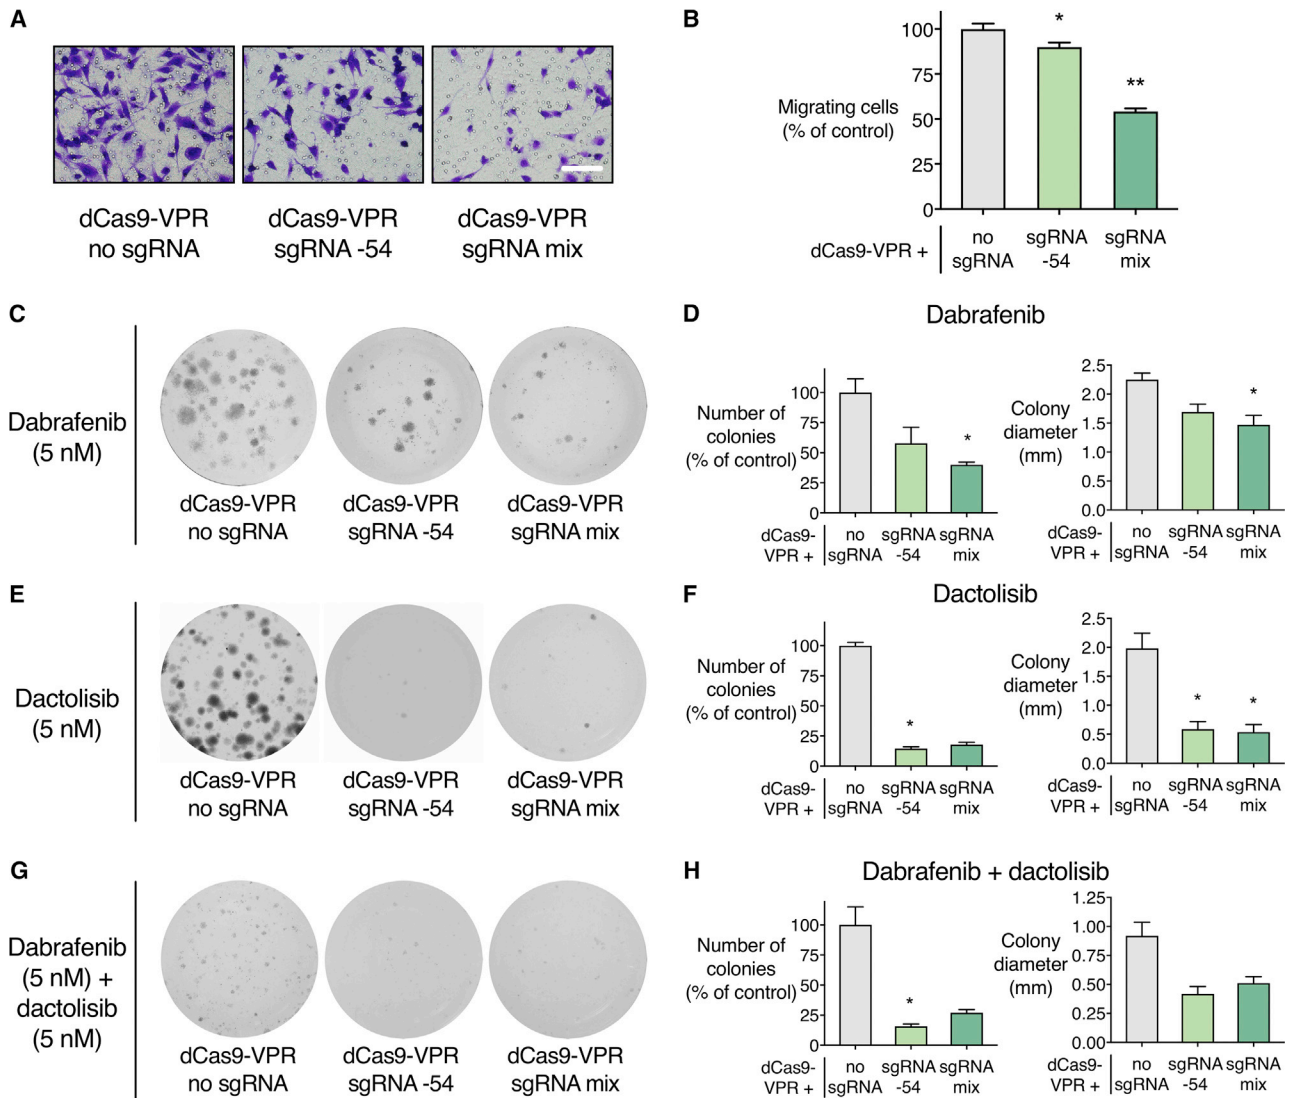 A
dCas9-VPR
no sgRNA
dCas9-VPR
sgRNA -54
dCas9-VPR
sgRNA mix
B
Migrating cells
(% of control)
100
75
50
25
0
*
**
dCas9-VPR +
no
sgRNA
sgRNA
-54
sgRNA
mix
C
Dabrafenib
(5 nM)
dCas9-VPR
no sgRNA
dCas9-VPR
sgRNA -54
dCas9-VPR
sgRNA mix
D
Dabrafenib
Number of
colonies
(% of control)
100
75
50
25
0
*
dCas9-
VPR +
no
sgRNA
sgRNA
-54
sgRNA
mix
Colony
diameter
(mm)
2.5
2.0
1.5
1.0
0.5
0.0
*
dCas9-
VPR +
no
sgRNA
sgRNA
-54
sgRNA
mix
E
Dactolisib
(5 nM)
dCas9-VPR
no sgRNA
dCas9-VPR
sgRNA -54
dCas9-VPR
sgRNA mix
F
Dactolisib
Number of
colonies
(% of control)
100
75
50
25
0
*
dCas9-
VPR +
no
sgRNA
sgRNA
-54
sgRNA
mix
Colony
diameter
(mm)
2.5
2.0
1.5
1.0
0.5
0.0
*
*
dCas9-
VPR +
no
sgRNA
sgRNA
-54
sgRNA
mix
G
Dabrafenib
(5 nM) +
dactolisib
(5 nM)
dCas9-VPR
no sgRNA
dCas9-VPR
sgRNA -54
dCas9-VPR
sgRNA mix
H
Dabrafenib + dactolisib
Number of
colonies
(% of control)
100
75
50
25
0
*
dCas9-
VPR +
no
sgRNA
sgRNA
-54
sgRNA
mix
Colony
diameter
(mm)
1.25
1.00
0.75
0.50
0.25
0.00
dCas9-
VPR +
no
sgRNA
sgRNA
-54
sgRNA
mix